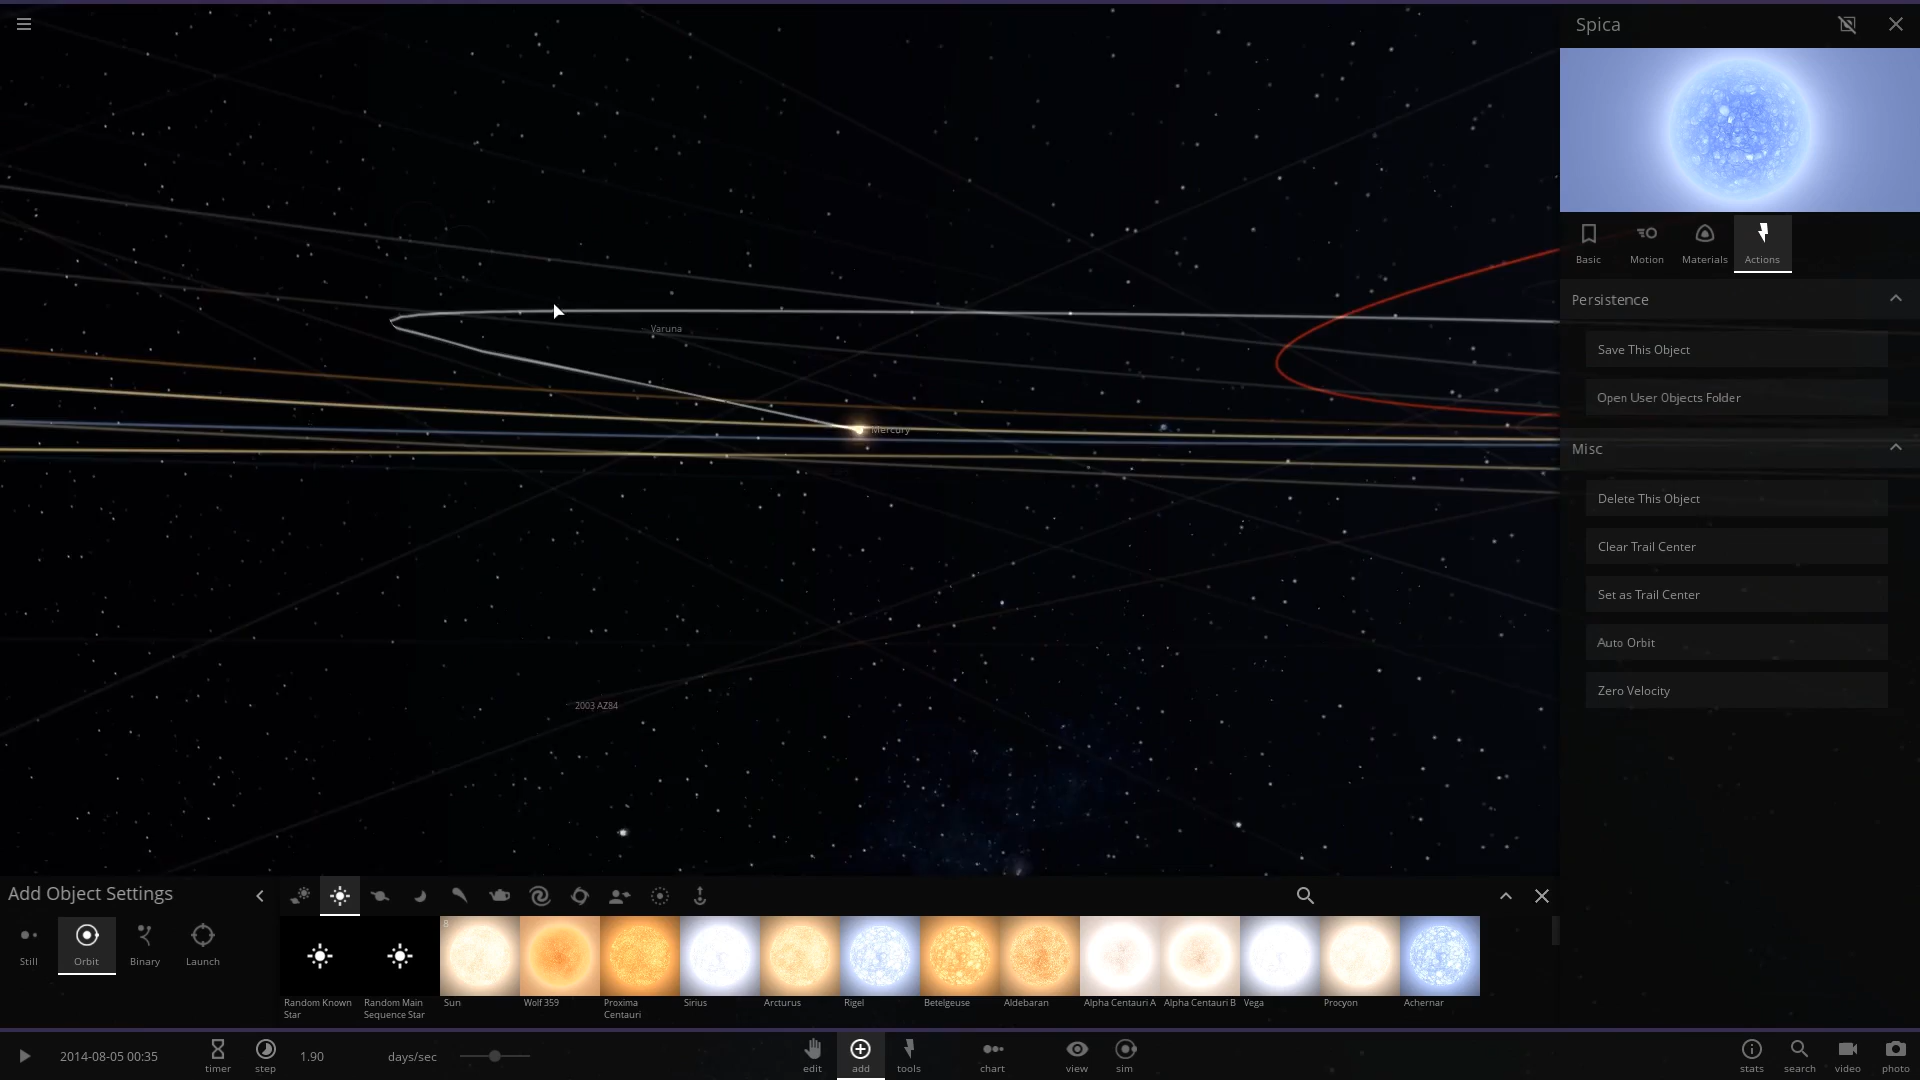 Spica
Basic
Motion
Materials
Actions
Persistence
Save This Object
Open User Objects Folder
Misc
Delete This Object
Clear Trail Center
Set as Trail Center
Auto Orbit
Zero Velocity
Varuna
Mercury
2003 AZ84
Add Object Settings
Still
Orbit
Binary
Launch
Random Known
Star
Random Main
Sequence Star
8
Sun
Wolf 359
Proxima
Centauri
Sirius
Arcturus
Rigel
Betelgeuse
Aldebaran
Alpha Centauri A
Alpha Centauri B
Vega
Procyon
Achernar
2014-08-05 00:35
timer
step
1.90
days/sec
edit
add
tools
chart
view
sim
stats
search
video
photo